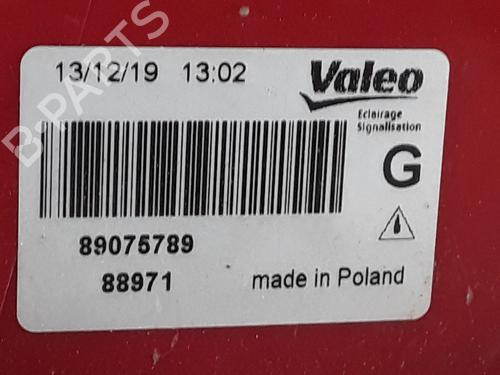 B-PARTS
13/12/19 13:02
Valeo
Eclairage
Signalisation
G
89075789
88971
made in Poland